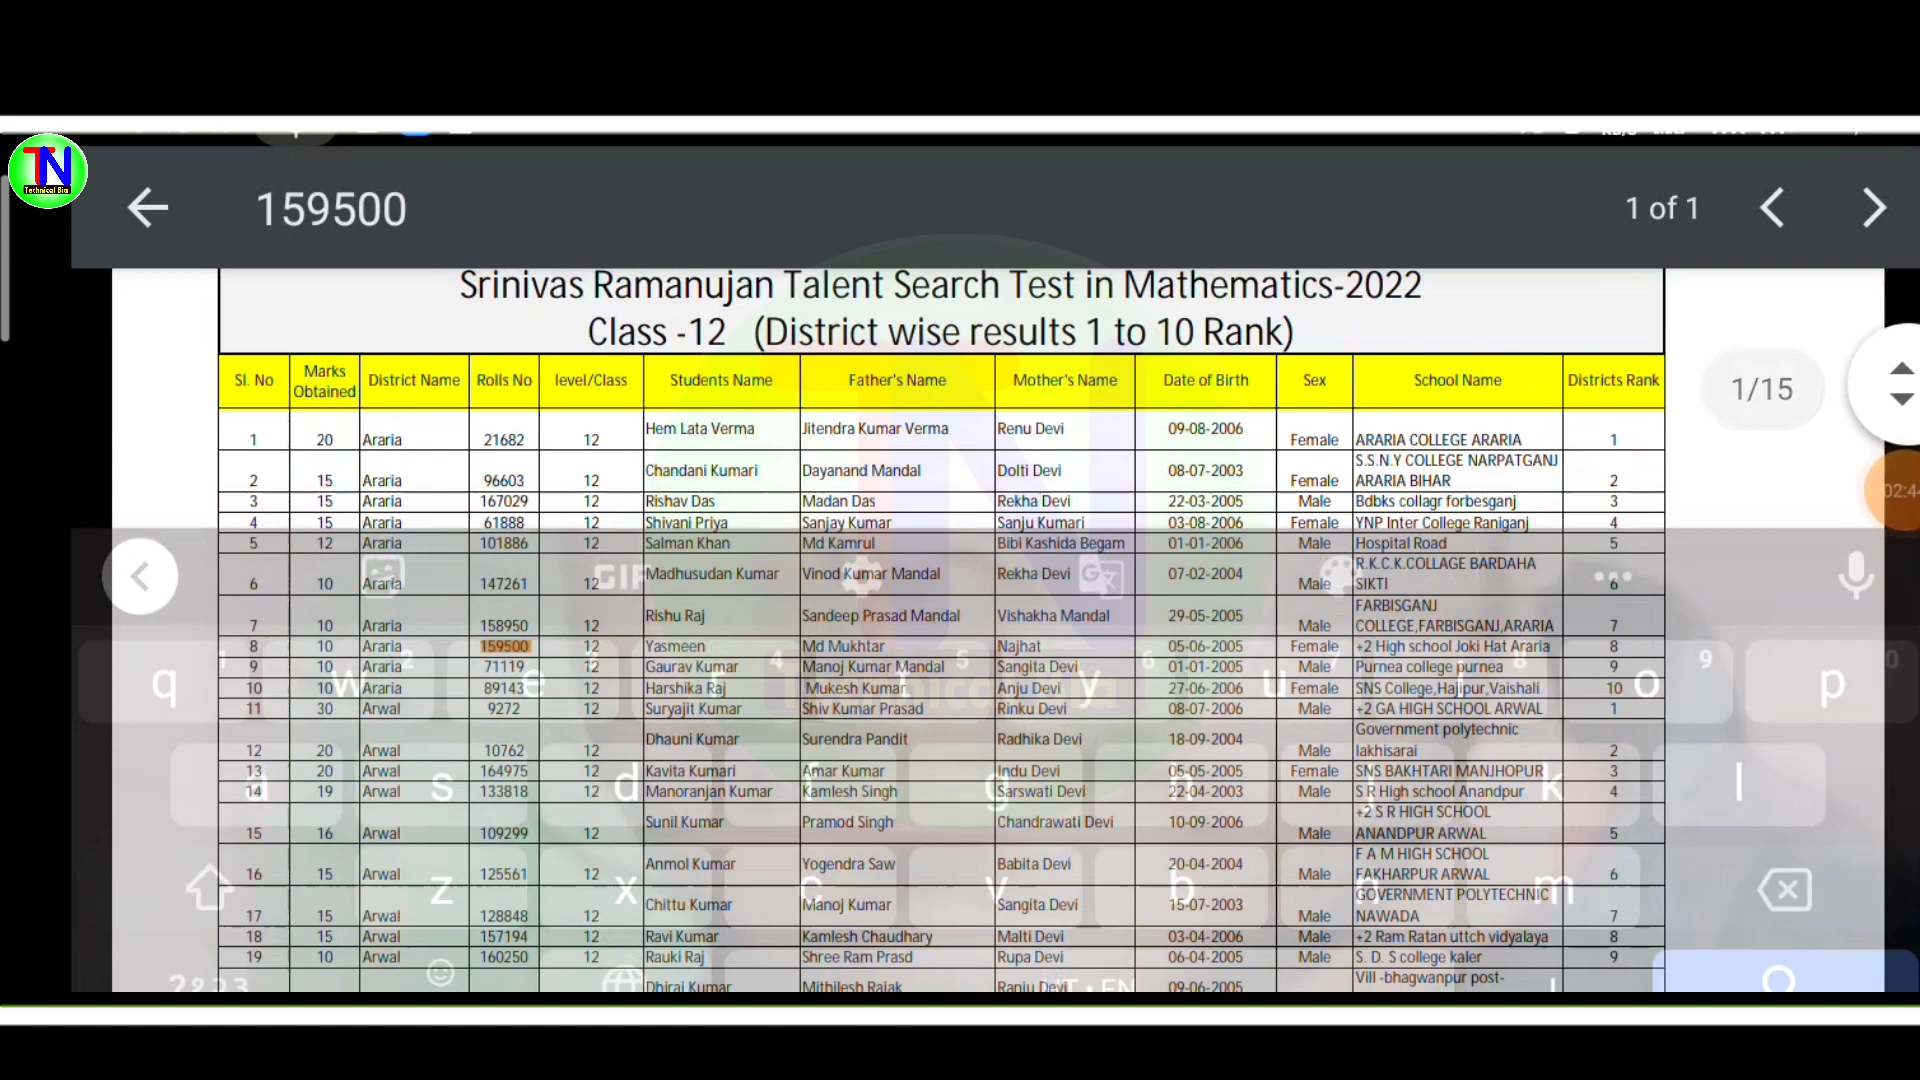 TN
Technical Bia
159500
1 of 1
Srinivas Ramanujan Talent Search Test in Mathematics-2022
Class -12 (District wise results 1 to 10 Rank)
1/15
Sl. No Marks Obtained District Name Rolls No level/Class Students Name Father's Name Mother's Name Date of Birth Sex School Name Districts Rank
1 20 Araria 21682 12 Hem Lata Verma Jitendra Kumar Verma Renu Devi 09-08-2006 Female ARARIA COLLEGE ARARIA 1
2 15 Araria 96603 12 Chandani Kumari Dayanand Mandal Dolti Devi 08-07-2003 Female S.S.N.Y COLLEGE NARPATGANJ ARARIA BIHAR 2
3 15 Araria 167029 12 Rishav Das Madan Das Rekha Devi 22-03-2005 Male Bdbks collagr forbesganj 3
4 15 Araria 61888 12 Shivani Priya Sanjay Kumar Sanju Kumari 03-08-2006 Female YNP Inter College Raniganj 4
5 12 Araria 101886 12 Salman Khan Md Kamrul Bibi Kashida Begam 01-01-2006 Male Hospital Road 5
6 10 Araria 147261 12 Madhusudan Kumar Vinod Kumar Mandal Rekha Devi 07-02-2004 Male R.K.C.K.COLLAGE BARDAHA SIKTI 6
7 10 Araria 158950 12 Rishu Raj Sandeep Prasad Mandal Vishakha Mandal 29-05-2005 Male FARBISGANJ COLLEGE,FARBISGANJ,ARARIA 7
8 10 Araria 159500 12 Yasmeen Md Mukhtar Najhat 05-06-2005 Female +2 High school Joki Hat Araria 8
9 10 Araria 71119 12 Gaurav Kumar Manoj Kumar Mandal Sangita Devi 01-01-2005 Male Purnea college purnea 9
10 10 Araria 89143 12 Harshika Raj Mukesh Kumar Anju Devi 27-06-2006 Female SNS College,Hajipur,Vaishali 10
11 30 Arwal 9272 12 Suryajit Kumar Shiv Kumar Prasad Rinku Devi 08-07-2006 Male +2 GA HIGH SCHOOL ARWAL 1
12 20 Arwal 10762 12 Dhauni Kumar Surendra Pandit Radhika Devi 18-09-2004 Male Government polytechnic lakhisarai 2
13 20 Arwal 164975 12 Kavita Kumari Amar Kumar Indu Devi 05-05-2005 Female SNS BAKHTARI MANJHOPUR 3
14 19 Arwal 133818 12 Manoranjan Kumar Kamlesh Singh Sarswati Devi 22-04-2003 Male S R High school Anandpur 4
15 16 Arwal 109299 12 Sunil Kumar Pramod Singh Chandrawati Devi 10-09-2006 Male +2 S R HIGH SCHOOL ANANDPUR ARWAL 5
16 15 Arwal 125561 12 Anmol Kumar Yogendra Saw Babita Devi 20-04-2004 Male F A M HIGH SCHOOL FAKHARPUR ARWAL 6
17 15 Arwal 128848 12 Chittu Kumar Manoj Kumar Sangita Devi 15-07-2003 Male GOVERNMENT POLYTECHNIC NAWADA 7
18 15 Arwal 157194 12 Ravi Kumar Kamlesh Chaudhary Malti Devi 03-04-2006 Male +2 Ram Ratan uttch vidyalaya 8
19 10 Arwal 160250 12 Rauki Raj Shree Ram Prasd Rupa Devi 06-04-2005 Male S. D. S college kaler 9
Dhiraj Kumar Mithilesh Rajak Ranju Devi 09-06-2005 Vill -bhagwanpur post-
GIF
q w e r y u o p
a s d f g h k l
z x c v b n m